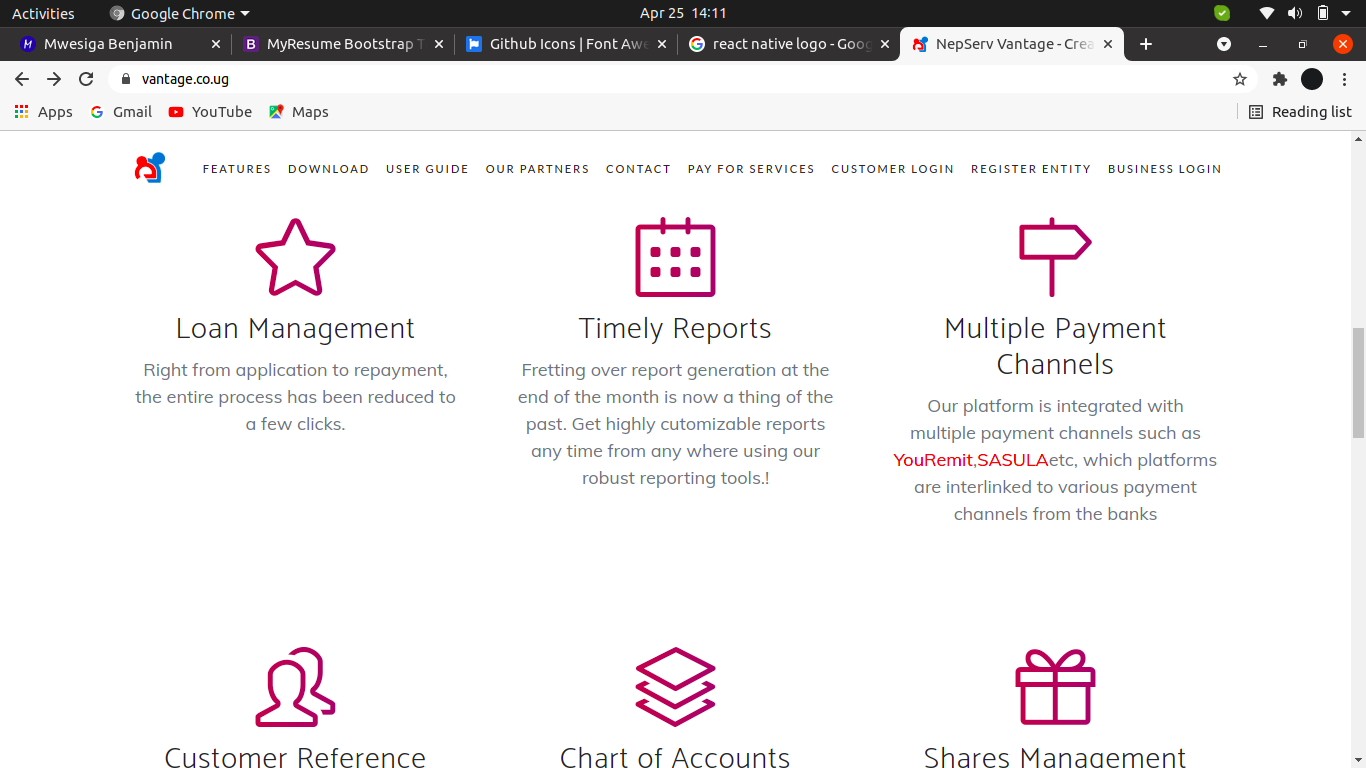 Activities Google Chrome Apr 25 14:11
Mwesiga Benjamin MyResume Bootstrap T Github Icons | Font Awe react native logo - Goog NepServ Vantage - Crea
vantage.co.ug
Apps Gmail YouTube Maps Reading list
FEATURES DOWNLOAD USER GUIDE OUR PARTNERS CONTACT PAY FOR SERVICES CUSTOMER LOGIN REGISTER ENTITY BUSINESS LOGIN
Loan Management
Right from application to repayment,
the entire process has been reduced to
a few clicks.
Timely Reports
Fretting over report generation at the
end of the month is now a thing of the
past. Get highly cutomizable reports
any time from any where using our
robust reporting tools.!
Multiple Payment
Channels
Our platform is integrated with
multiple payment channels such as
YouRemit,SASULAetc, which platforms
are interlinked to various payment
channels from the banks
Customer Reference
Chart of Accounts
Shares Management